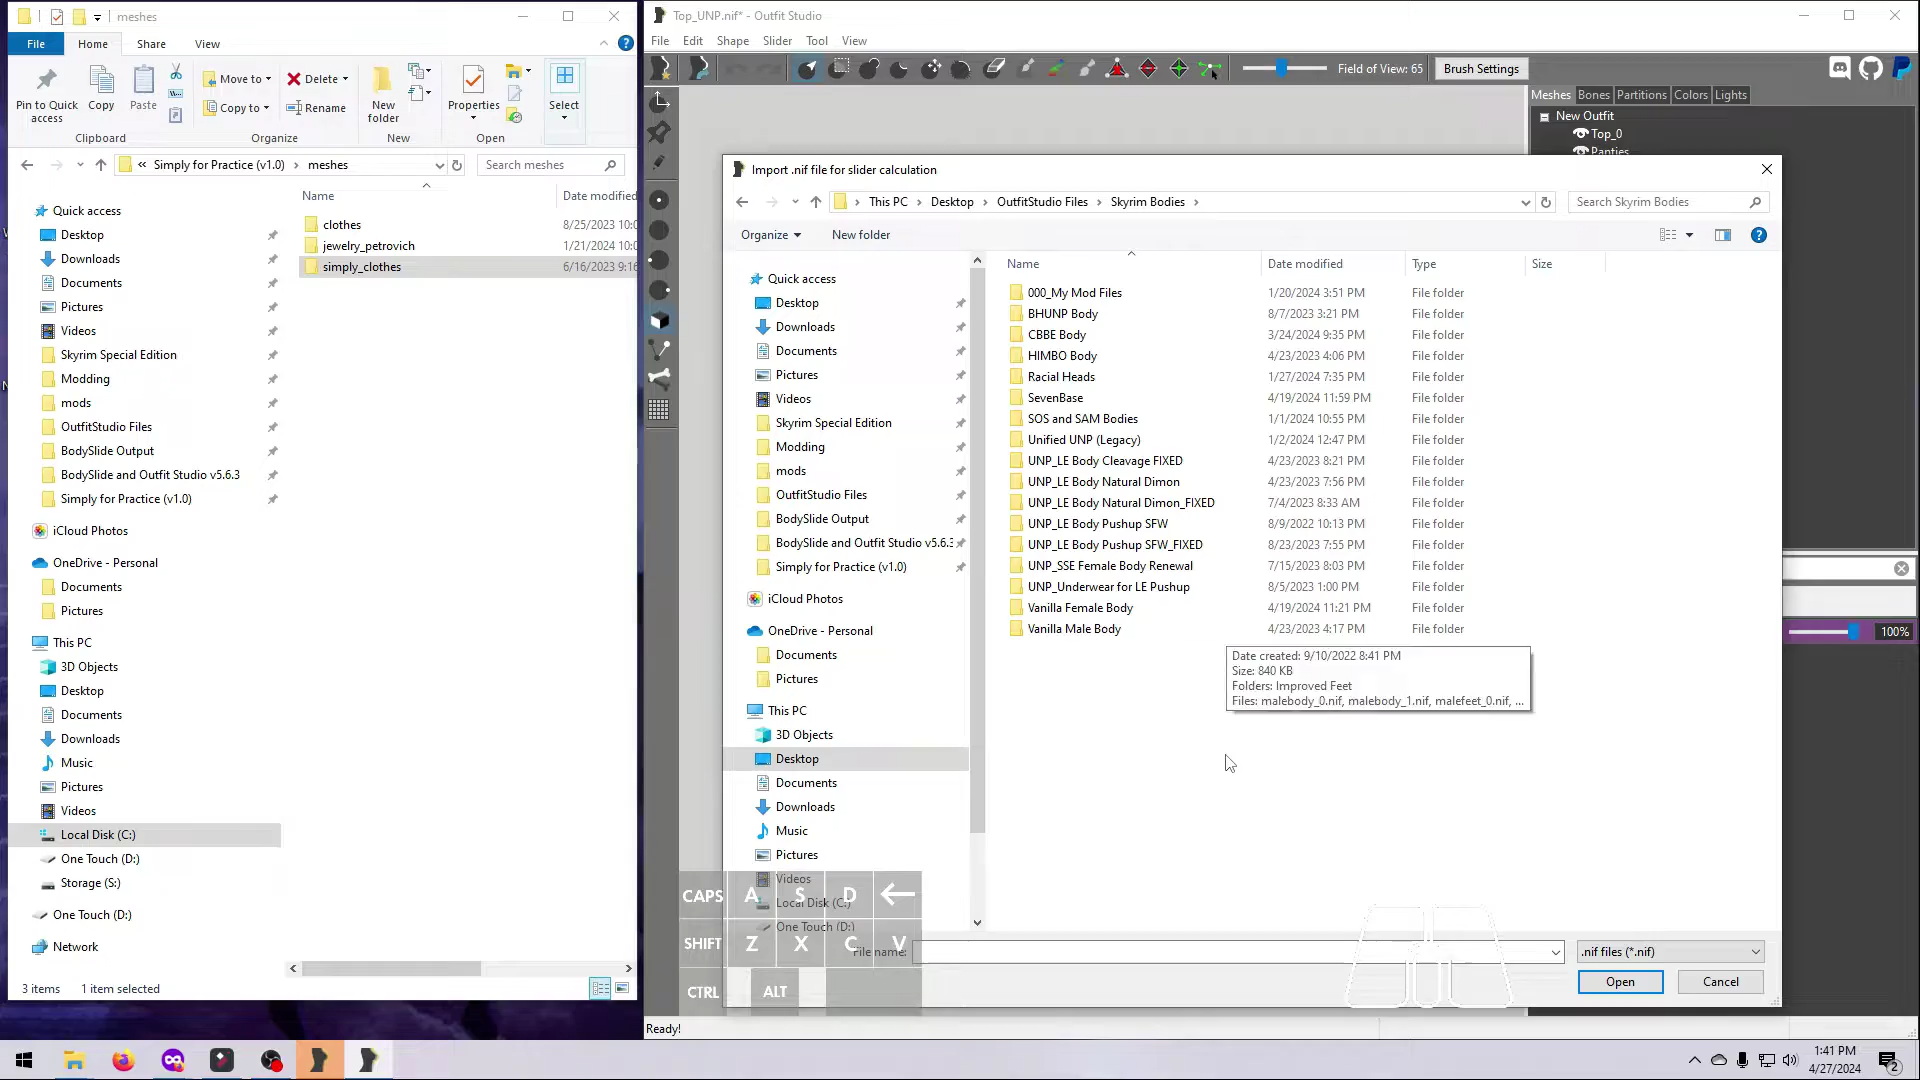 meshes
File
Home
Share
View
Pin to Quick access
Copy
Paste
Move to
Copy to
Delete
Rename
New folder
Properties
Select
Clipboard
Organize
New
Open
« Simply for Practice (v1.0) › meshes
Search meshes
Name
Date modified
Quick access
Desktop
Downloads
Documents
Pictures
Videos
Skyrim Special Edition
Modding
mods
OutfitStudio Files
BodySlide Output
BodySlide and Outfit Studio v5.6.3
Simply for Practice (v1.0)
iCloud Photos
OneDrive - Personal
Documents
Pictures
This PC
3D Objects
Desktop
Documents
Downloads
Music
Pictures
Videos
Local Disk (C:)
One Touch (D:)
Storage (S:)
One Touch (D:)
Network
clothes 8/25/2023 10:0
jewelry_petrovich 1/21/2024 10:0
simply_clothes 6/16/2023 9:16
3 items 1 item selected
Top_UNP.nif* - Outfit Studio
File Edit Shape Slider Tool View
Field of View: 65
Brush Settings
Meshes Bones Partitions Colors Lights
New Outfit
Top_0
Panties
100%
Import .nif file for slider calculation
› This PC › Desktop › OutfitStudio Files › Skyrim Bodies ›
Search Skyrim Bodies
Organize
New folder
Quick access
Desktop
Downloads
Documents
Pictures
Videos
Skyrim Special Edition
Modding
mods
OutfitStudio Files
BodySlide Output
BodySlide and Outfit Studio v5.6.3
Simply for Practice (v1.0)
iCloud Photos
OneDrive - Personal
Documents
Pictures
This PC
3D Objects
Desktop
Documents
Downloads
Music
Pictures
Videos
Local Disk (C:)
One Touch (D:)
Name Date modified Type Size
000_My Mod Files 1/20/2024 3:51 PM File folder
BHUNP Body 8/7/2023 3:21 PM File folder
CBBE Body 3/24/2024 9:35 PM File folder
HIMBO Body 4/23/2023 4:06 PM File folder
Racial Heads 1/27/2024 7:35 PM File folder
SevenBase 4/19/2024 11:59 PM File folder
SOS and SAM Bodies 1/1/2024 10:55 PM File folder
Unified UNP (Legacy) 1/2/2024 12:47 PM File folder
UNP_LE Body Cleavage FIXED 4/23/2023 8:21 PM File folder
UNP_LE Body Natural Dimon 4/23/2023 7:56 PM File folder
UNP_LE Body Natural Dimon_FIXED 7/4/2023 8:33 AM File folder
UNP_LE Body Pushup SFW 8/9/2022 10:13 PM File folder
UNP_LE Body Pushup SFW_FIXED 8/23/2023 7:55 PM File folder
UNP_SSE Female Body Renewal 7/15/2023 8:03 PM File folder
UNP_Underwear for LE Pushup 8/5/2023 1:00 PM File folder
Vanilla Female Body 4/19/2024 11:21 PM File folder
Vanilla Male Body 4/23/2023 4:17 PM File folder
Date created: 9/10/2022 8:41 PM
Size: 840 KB
Folders: Improved Feet
Files: malebody_0.nif, malebody_1.nif, malefeet_0.nif, ...
File name:
.nif files (*.nif)
Open
Cancel
CAPS A S D ←
SHIFT Z X C V
CTRL ALT
Ready!
1:41 PM
4/27/2024
2